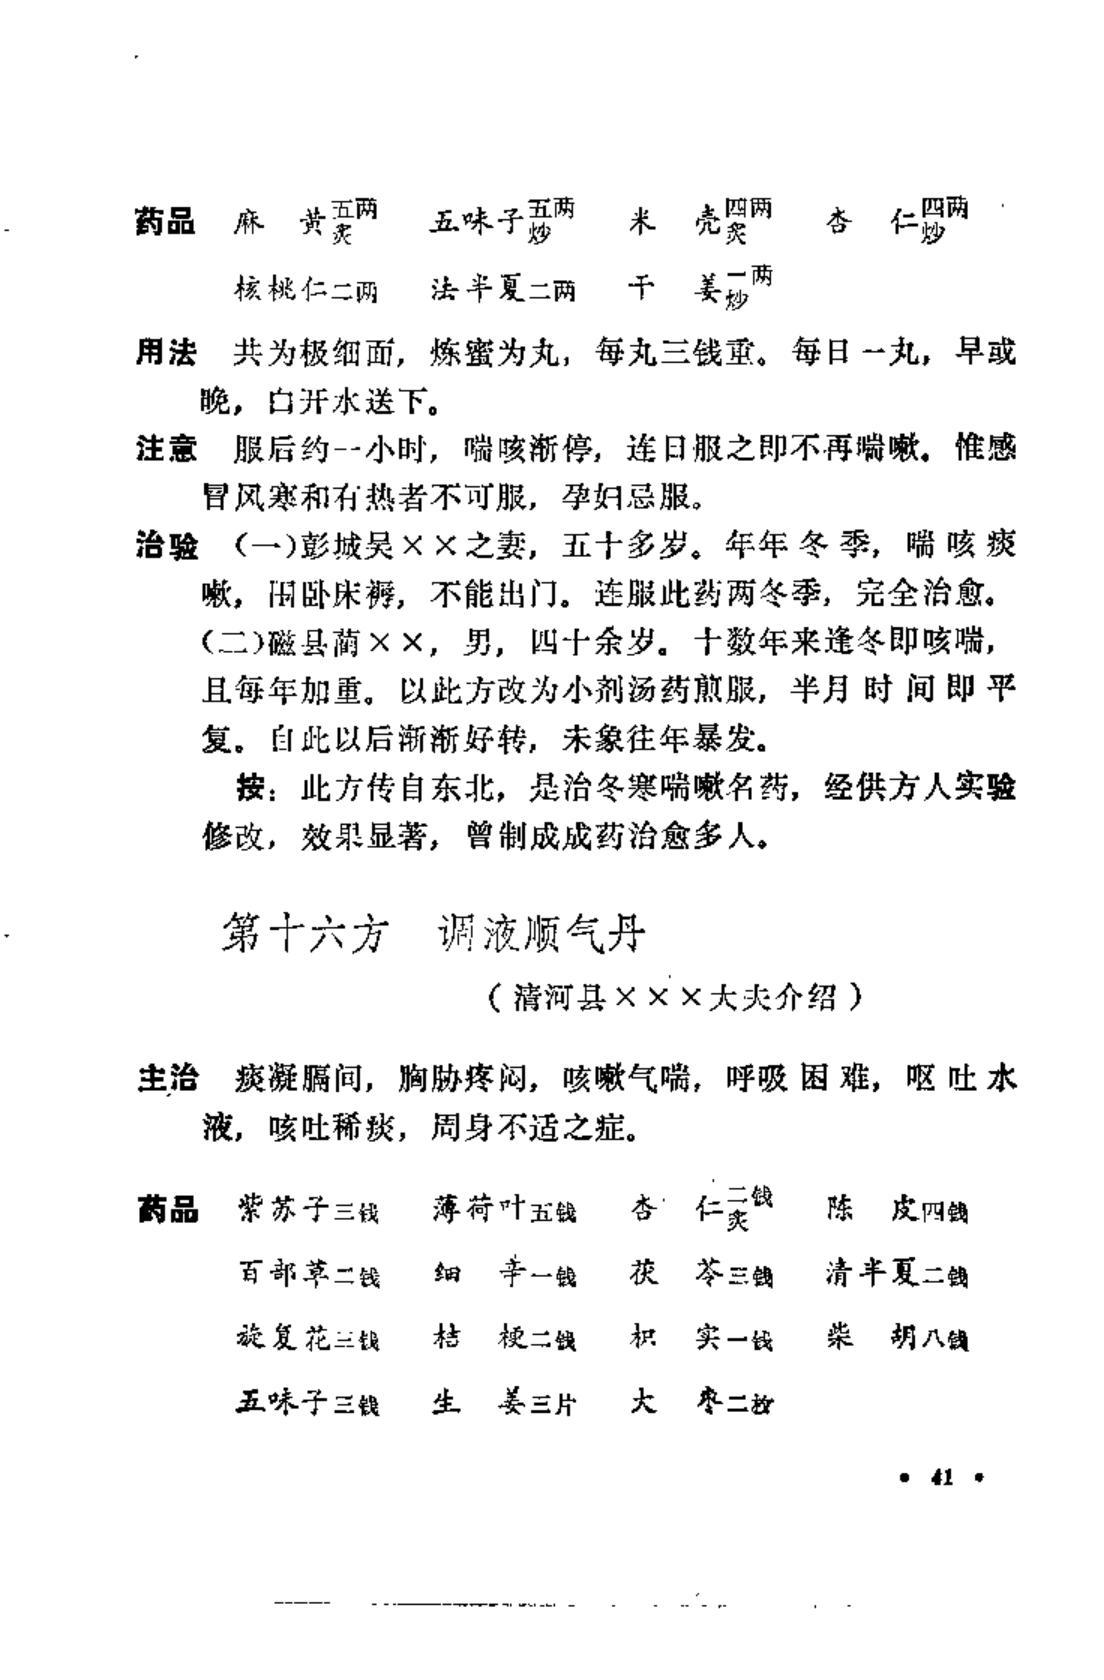 药品 麻 黄五两炙 五味子五两炒 米 壳四两炙 杏 仁四两炒
核桃仁二两 法半夏二两 干 姜一两炒
用法 共为极细面，炼蜜为丸，每丸三钱重。每日一丸，早或
晚，白开水送下。
注意 服后约一小时，喘咳渐停，连日服之即不再喘嗽。惟感
冒风寒和有热者不可服，孕妇忌服。
治验 （一）彭城吴××之妻，五十多岁。年年冬季，喘咳痰
嗽，困卧床褥，不能出门。连服此药两冬季，完全治愈。
（二）磁县蔺××，男，四十余岁。十数年来逢冬即咳喘，
且每年加重。以此方改为小剂汤药煎服，半月时间即平
复。自此以后渐渐好转，未象往年暴发。
按：此方传自东北，是治冬寒喘嗽名药，经供方人实验
修改，效果显著，曾制成成药治愈多人。
第十六方 调液顺气丹
（清河县×××大夫介绍）
主治 痰凝膈间，胸胁疼闷，咳嗽气喘，呼吸困难，呕吐水
液，咳吐稀痰，周身不适之症。
药品 紫苏子三钱 薄荷叶五钱 杏 仁二钱炙 陈 皮四钱
百部草二钱 细 辛一钱 茯 苓三钱 清半夏二钱
旋复花三钱 桔 梗二钱 枳 实一钱 柴 胡八钱
五味子三钱 生 姜三片 大 枣二枚
• 41 •